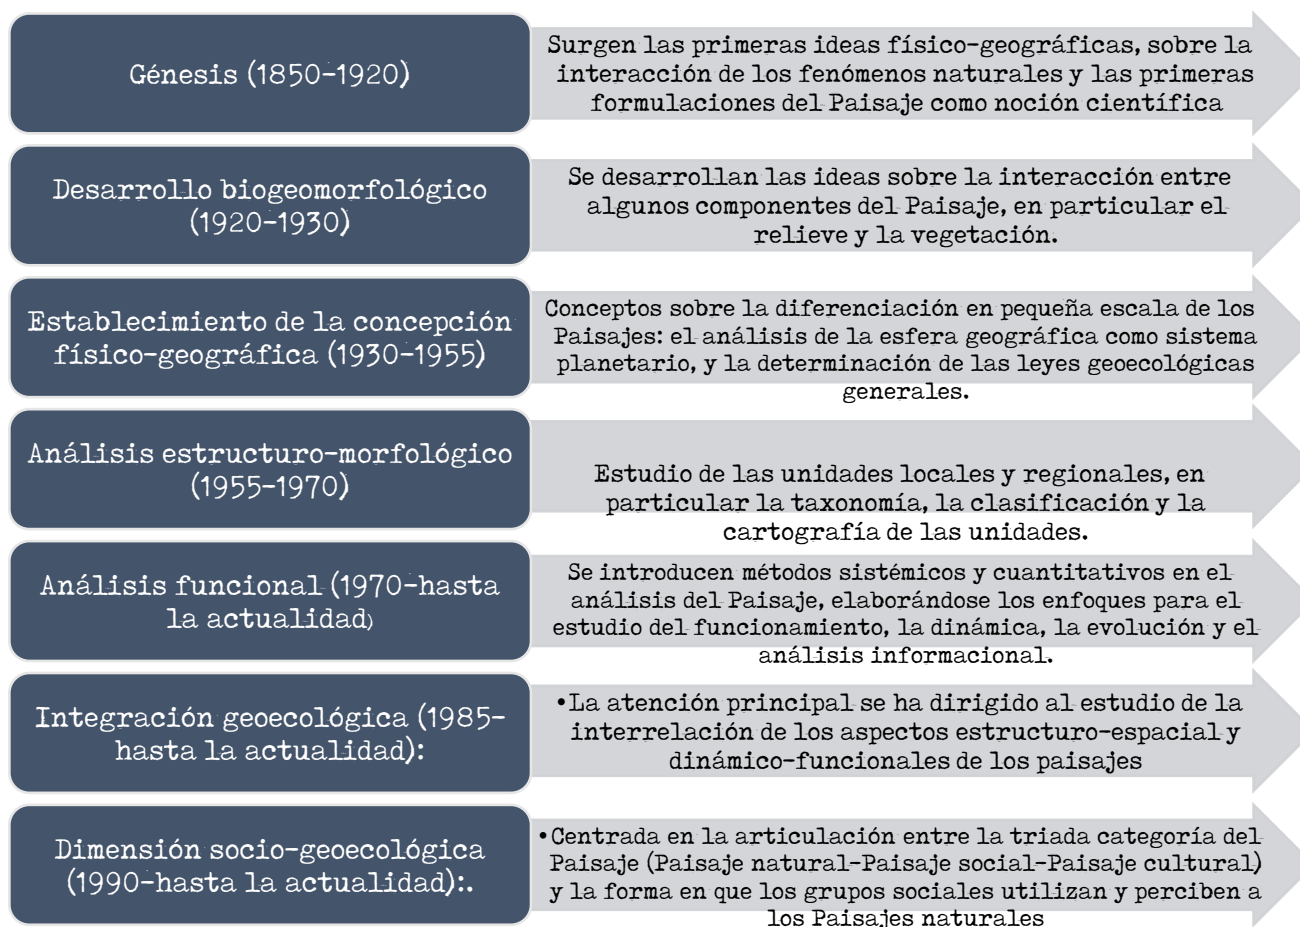 Génesis (1850-1920)
Surgen las primeras ideas físico-geográficas, sobre la
interacción de los fenómenos naturales y las primeras
formulaciones del Paisaje como noción científica
Desarrollo biogeomorfológico
(1920-1930)
Se desarrollan las ideas sobre la interacción entre
algunos componentes del Paisaje, en particular el
relieve y la vegetación.
Establecimiento de la concepción
físico-geográfica (1930-1955)
Conceptos sobre la diferenciación en pequeña escala de los
Paisajes: el análisis de la esfera geográfica como sistema
planetario, y la determinación de las leyes geoecológicas
generales.
Análisis estructuro-morfológico
(1955-1970)
Estudio de las unidades locales y regionales, en
particular la taxonomía, la clasificación y la
cartografía de las unidades.
Análisis funcional (1970-hasta
la actualidad)
Se introducen métodos sistémicos y cuantitativos en el
análisis del Paisaje, elaborándose los enfoques para el
estudio del funcionamiento, la dinámica, la evolución y el
análisis informacional.
Integración geoecológica (1985-
hasta la actualidad):
•La atención principal se ha dirigido al estudio de la
interrelación de los aspectos estructuro-espacial y
dinámico-funcionales de los paisajes
Dimensión socio-geoecológica
(1990-hasta la actualidad):.
•Centrada en la articulación entre la triada categoría del
Paisaje (Paisaje natural-Paisaje social-Paisaje cultural)
y la forma en que los grupos sociales utilizan y perciben a
los Paisajes naturales